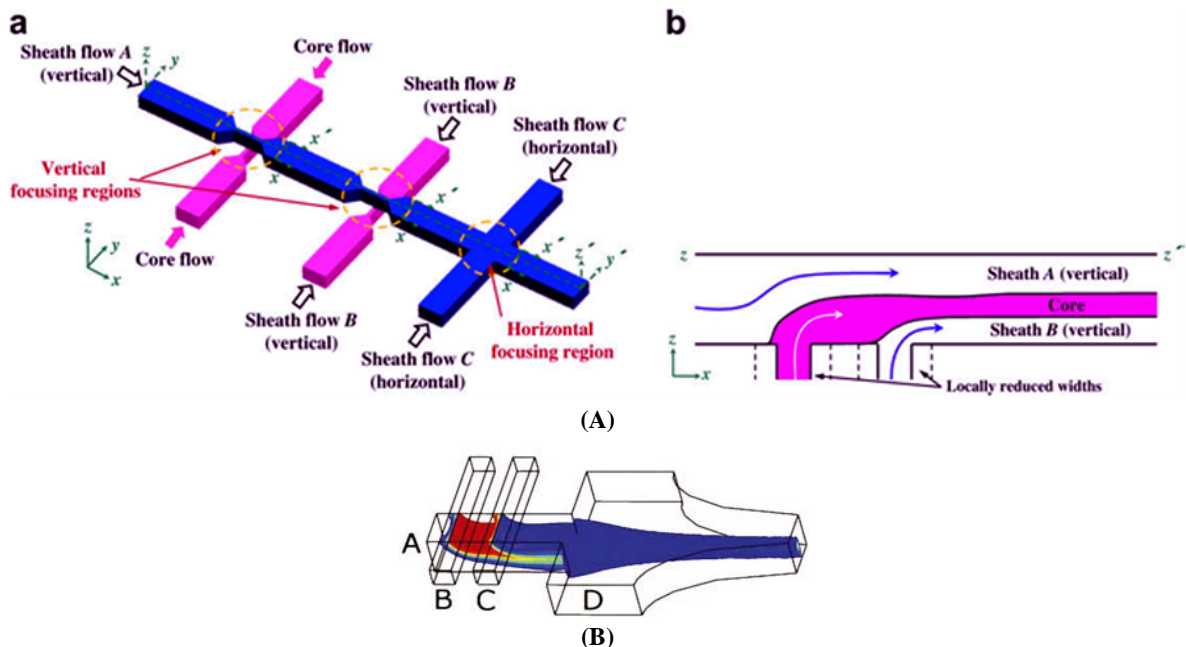 a
Sheath flow A
(vertical)
z
y
Core flow
Sheath flow B
(vertical)
Sheath flow C
(horizontal)
Vertical
focusing regions
x
x'
x
x'
x
x'
z'
y'
z
y
x
Core flow
Sheath flow B
(vertical)
Sheath flow C
(horizontal)
Horizontal
focusing region
b
z
z'
Sheath A (vertical)
Core
Sheath B (vertical)
z
x
Locally reduced widths
(A)
A
B
C
D
(B)